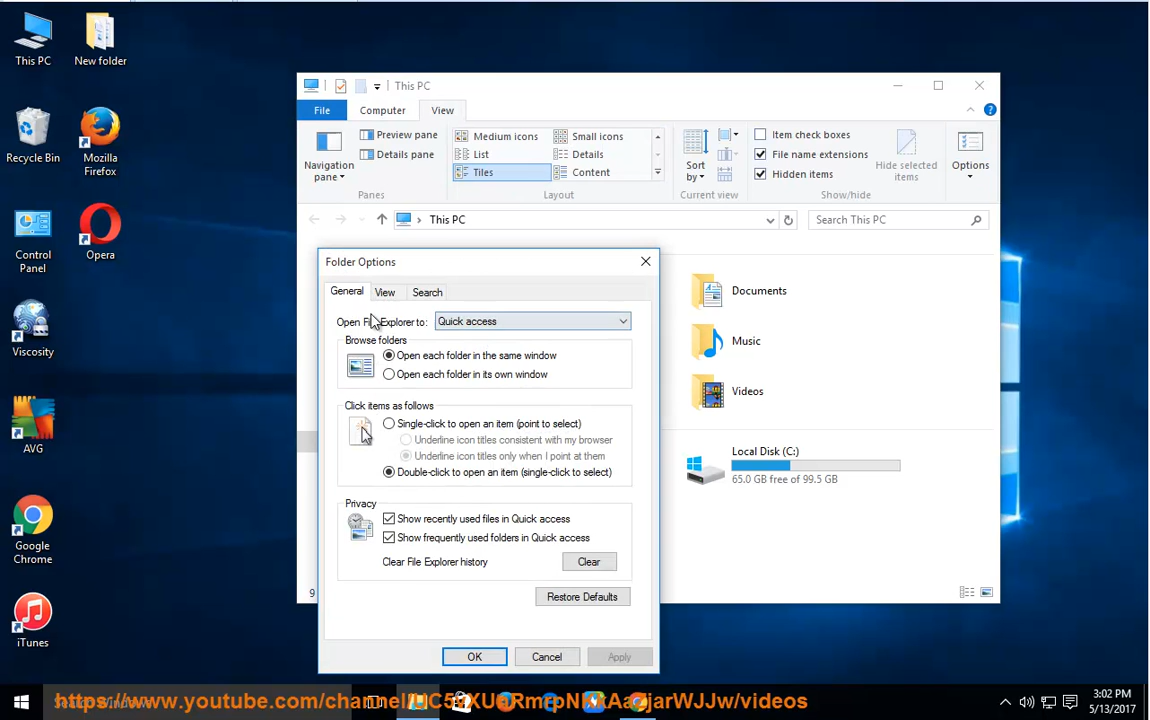 This PC
New folder
Recycle Bin
Mozilla
Firefox
Control
Panel
Opera
Viscosity
AVG
Google
Chrome
iTunes
This PC
File
Computer
View
Navigation
pane
Preview pane
Details pane
Panes
Medium icons
Small icons
List
Details
Tiles
Content
Layout
Sort
by
Current view
Item check boxes
File name extensions
Hidden items
Hide selected
items
Show/hide
Options
This PC
Search This PC
Folder Options
General
View
Search
Open File Explorer to:
Quick access
Browse folders
Open each folder in the same window
Open each folder in its own window
Click items as follows
Single-click to open an item (point to select)
Underline icon titles consistent with my browser
Underline icon titles only when I point at them
Double-click to open an item (single-click to select)
Privacy
Show recently used files in Quick access
Show frequently used folders in Quick access
Clear File Explorer history
Clear
Restore Defaults
OK
Cancel
Apply
Documents
Music
Videos
Local Disk (C:)
65.0 GB free of 99.5 GB
9
3:02 PM
5/13/2017